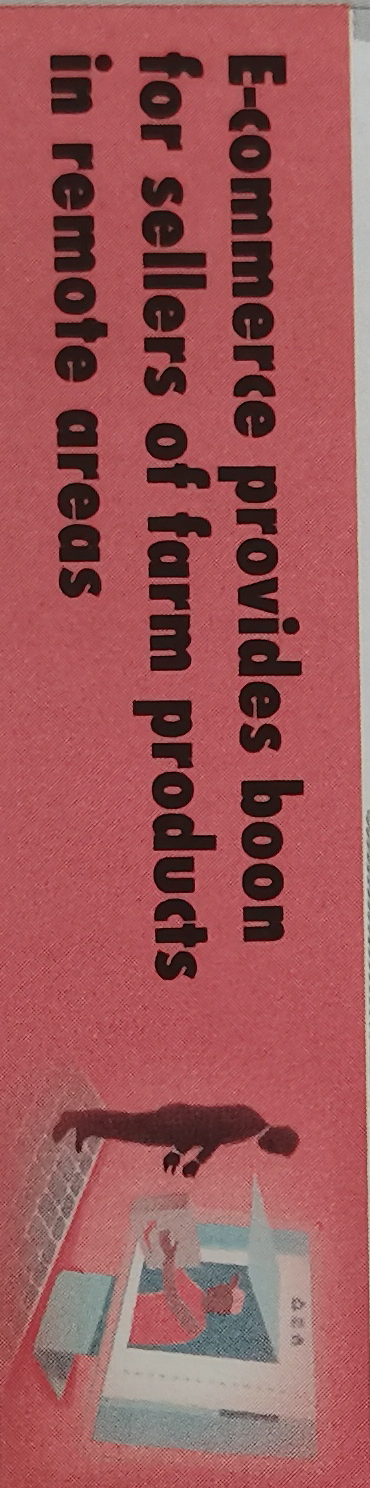 E-commerce provides boon
for sellers of farm products
in remote areas